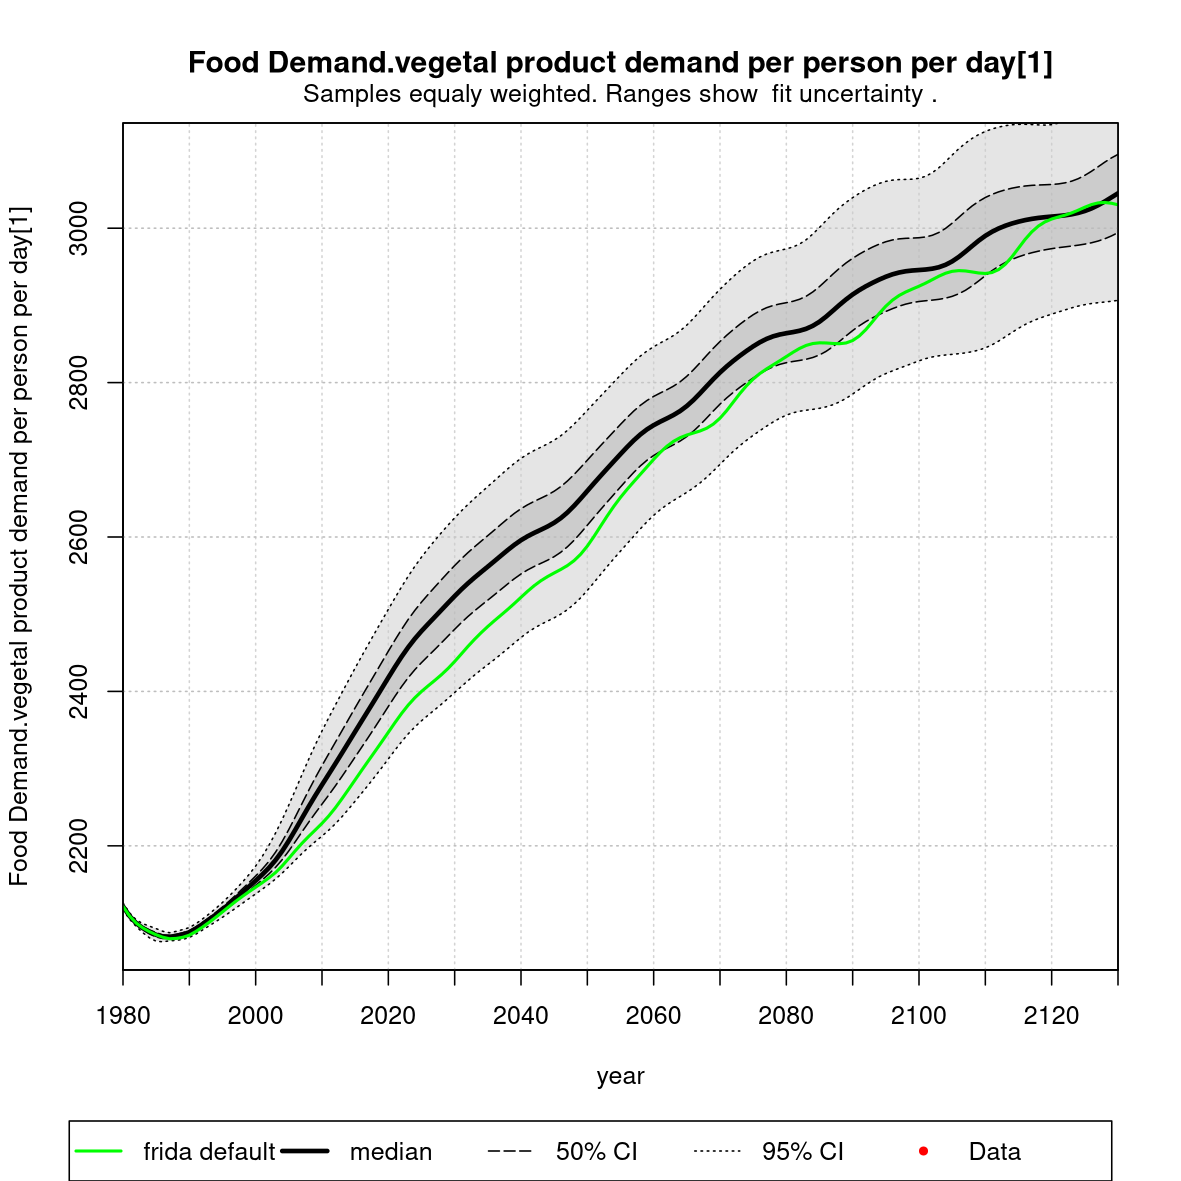 Food Demand.vegetal product demand per person per day[1]
Samples equaly weighted. Ranges show  fit uncertainty .
Food Demand.vegetal product demand per person per day[1]
3000
2800
2600
2400
2200
1980 2000 2020 2040 2060 2080 2100 2120
year
frida default median 50% CI 95% CI Data